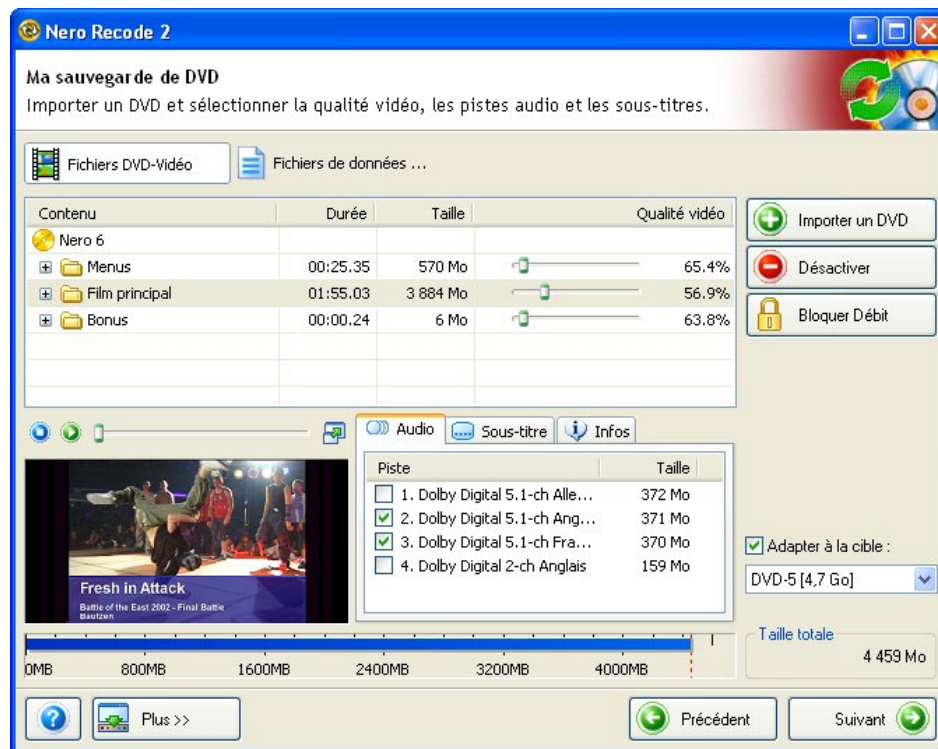 Nero Recode 2
Ma sauvegarde de DVD
Importer un DVD et sélectionner la qualité vidéo, les pistes audio et les sous-titres.
Fichiers DVD-Vidéo Fichiers de données ...
Contenu Durée Taille Qualité vidéo
Nero 6
Menus 00:25.35 570 Mo 65.4%
Film principal 01:55.03 3 884 Mo 56.9%
Bonus 00:00.24 6 Mo 63.8%
Importer un DVD
Désactiver
Bloquer Débit
Audio Sous-titre Infos
Piste Taille
1. Dolby Digital 5.1-ch Alle... 372 Mo
2. Dolby Digital 5.1-ch Ang... 371 Mo
3. Dolby Digital 5.1-ch Fra... 370 Mo
4. Dolby Digital 2-ch Anglais 159 Mo
Fresh in Attack
Battle of the East 2002 - Final Battle
Bautzen
Adapter à la cible :
DVD-5 [4,7 Go]
Taille totale
4 459 Mo
0MB 800MB 1600MB 2400MB 3200MB 4000MB
? Plus >> Précédent Suivant